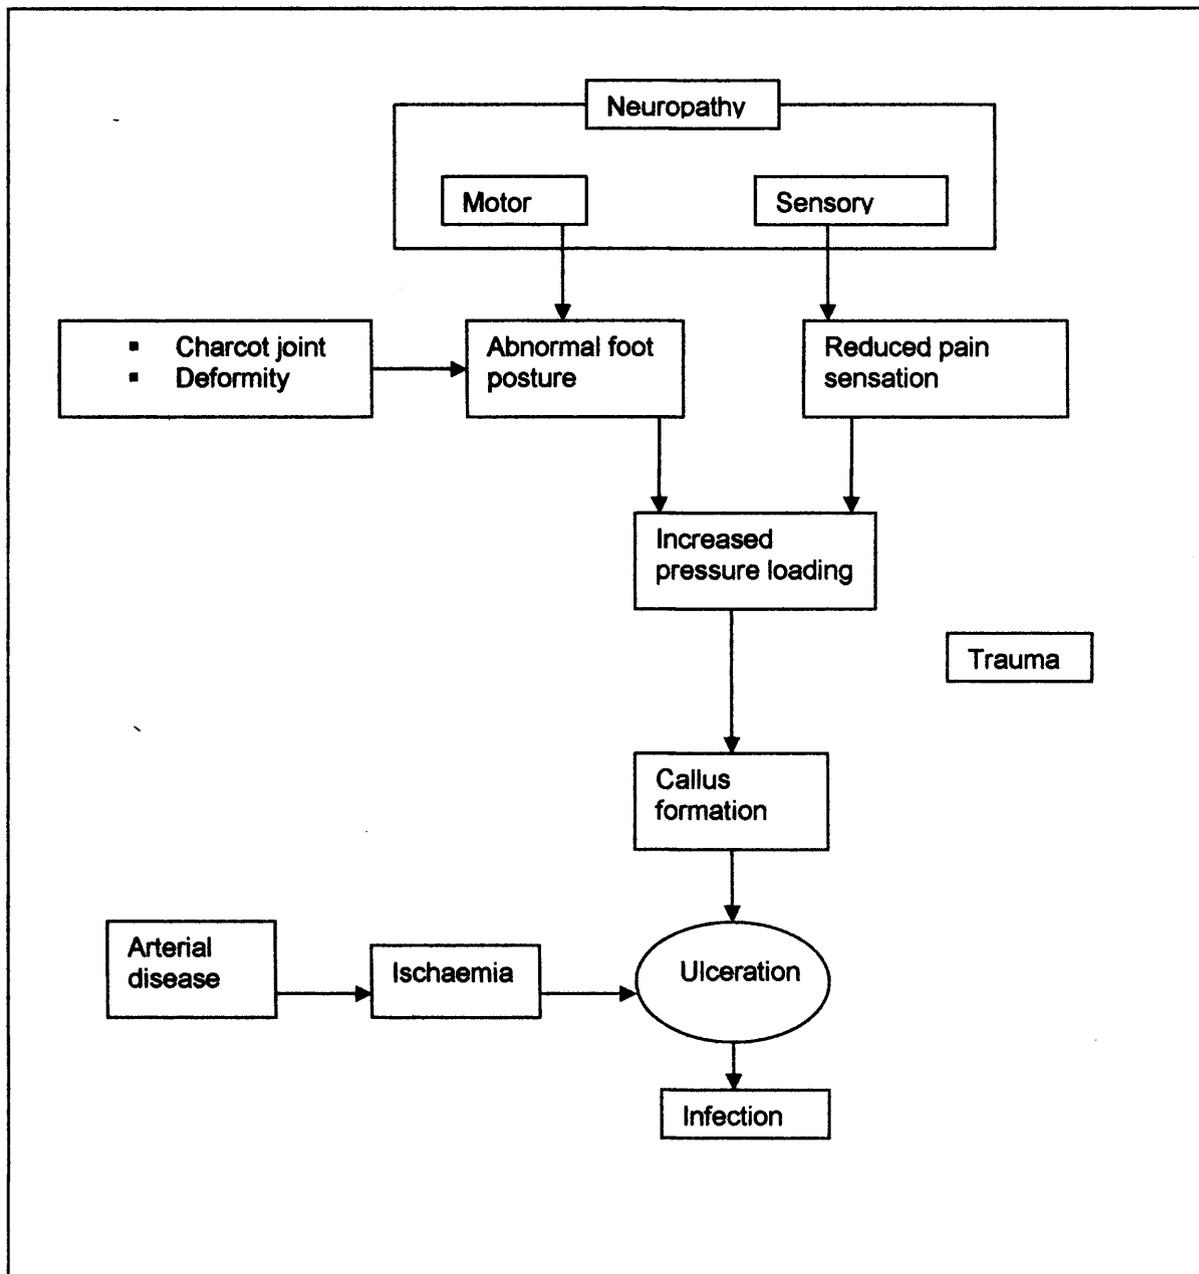 Neuropathy
Motor
Sensory
▪ Charcot joint
▪ Deformity
Abnormal foot
posture
Reduced pain
sensation
Increased
pressure loading
Trauma
Callus
formation
Arterial
disease
Ischaemia
Ulceration
Infection